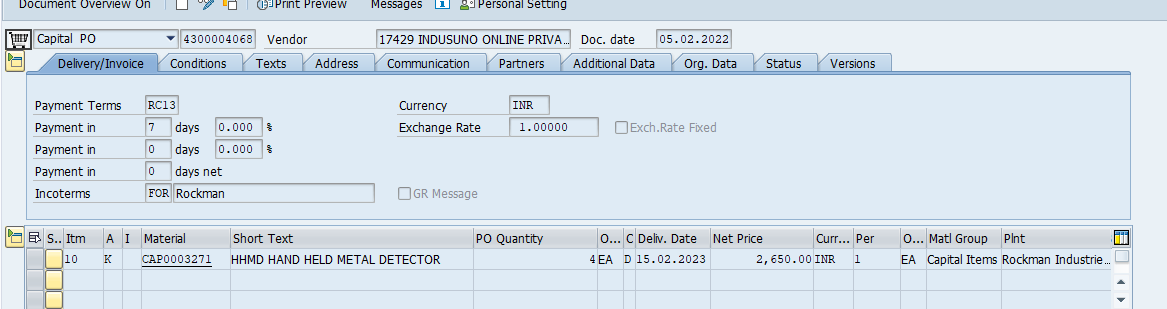 Document Overview On Print Preview Messages Personal Setting
Capital PO 4300004068 Vendor 17429 INDUSUNO ONLINE PRIVA... Doc. date 05.02.2022
Delivery/Invoice Conditions Texts Address Communication Partners Additional Data Org. Data Status Versions
Payment Terms RC13 Currency INR
Payment in 7 days 0.000 % Exchange Rate 1.00000 Exch.Rate Fixed
Payment in 0 days 0.000 %
Payment in 0 days net
Incoterms FOR Rockman GR Message
S.. Itm A I Material Short Text PO Quantity O... C Deliv. Date Net Price Curr... Per O... Matl Group Plnt
10 K CAP0003271 HHMD HAND HELD METAL DETECTOR 4 EA D 15.02.2023 2,650.00 INR 1 EA Capital Items Rockman Industrie...